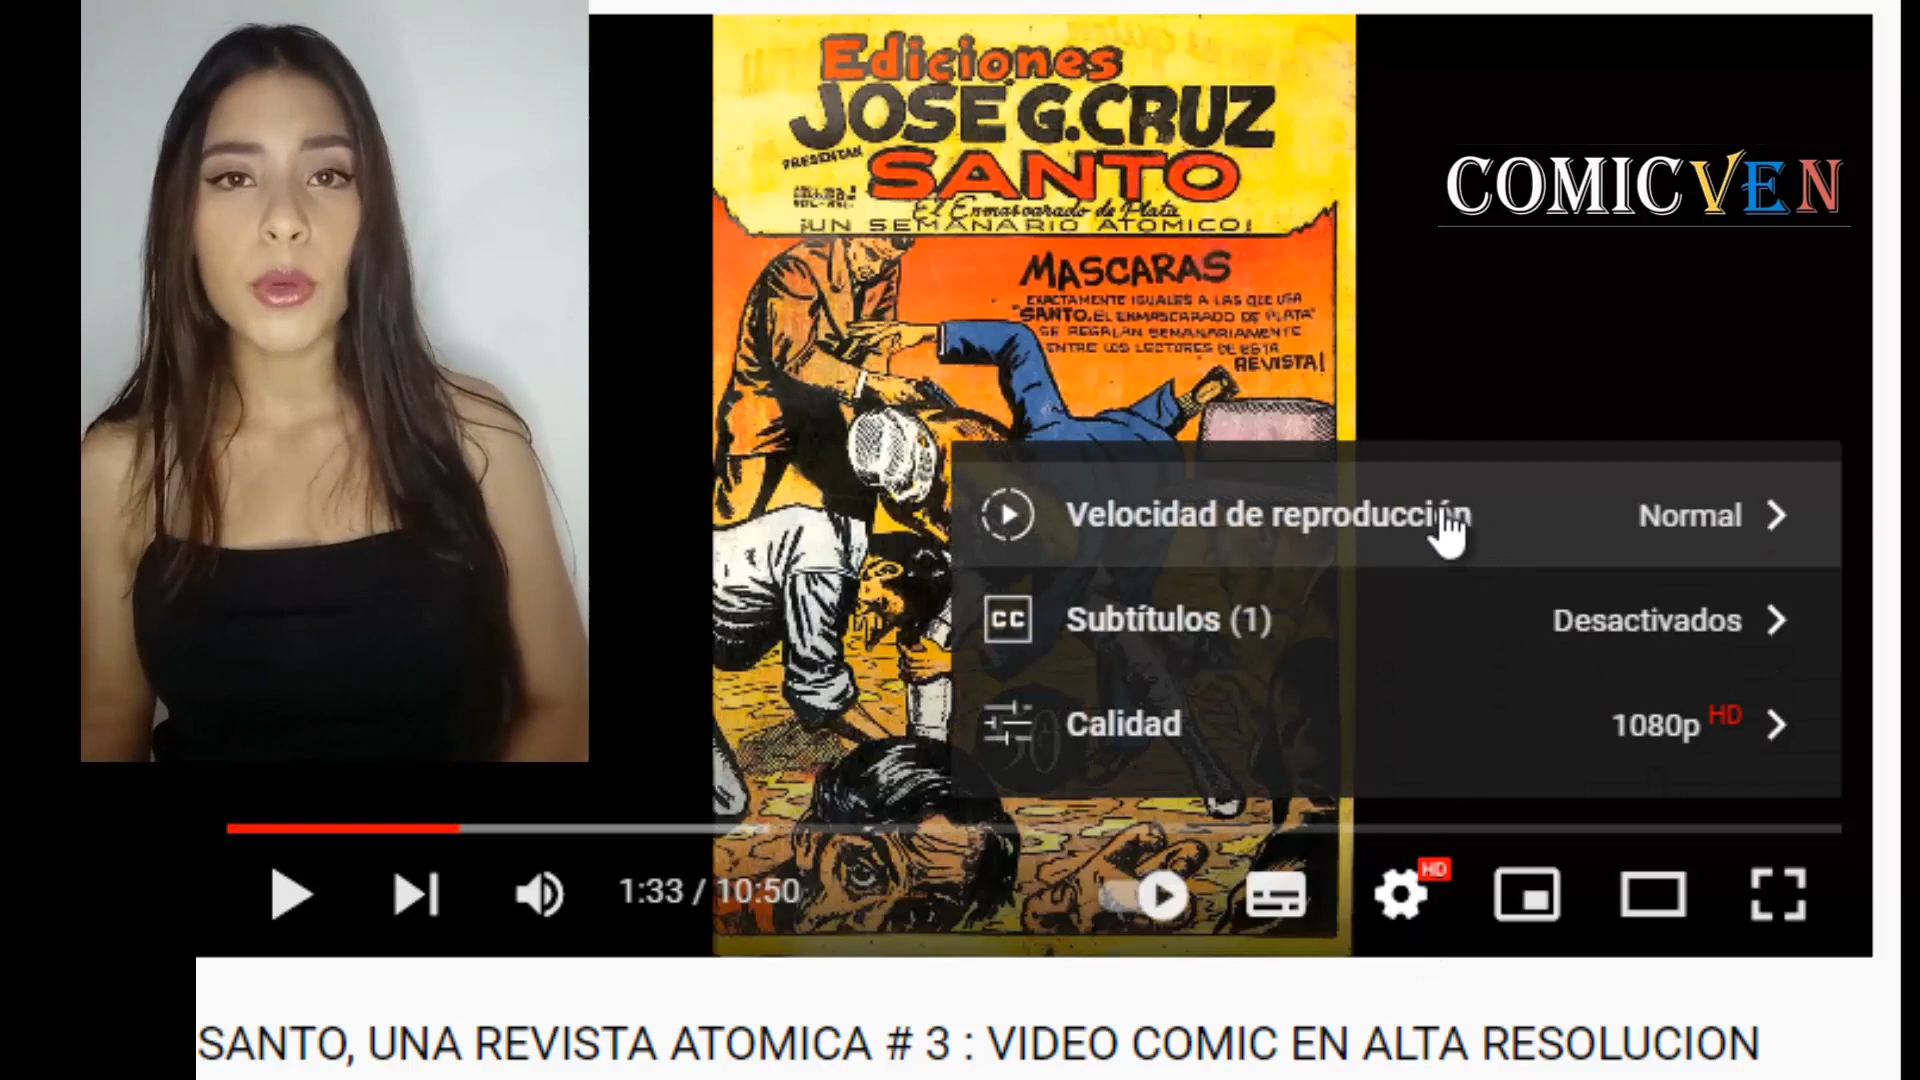 Ediciones
JOSE G. CRUZ
PRESENTAN
SANTO
El Enmascarado de Plata
¡UN SEMANARIO ATOMICO!
MASCARAS
EXACTAMENTE IGUALES A LAS QUE USA
"SANTO, EL ENMASCARADO DE PLATA"
SE REGALAN SEMANARIAMENTE
ENTRE LOS LECTORES DE ESTA
REVISTA!
COMICVEN
Velocidad de reproducción Normal
CC Subtítulos (1) Desactivados
Calidad 1080p HD
1:33 / 10:50
HD
SANTO, UNA REVISTA ATOMICA # 3 : VIDEO COMIC EN ALTA RESOLUCION